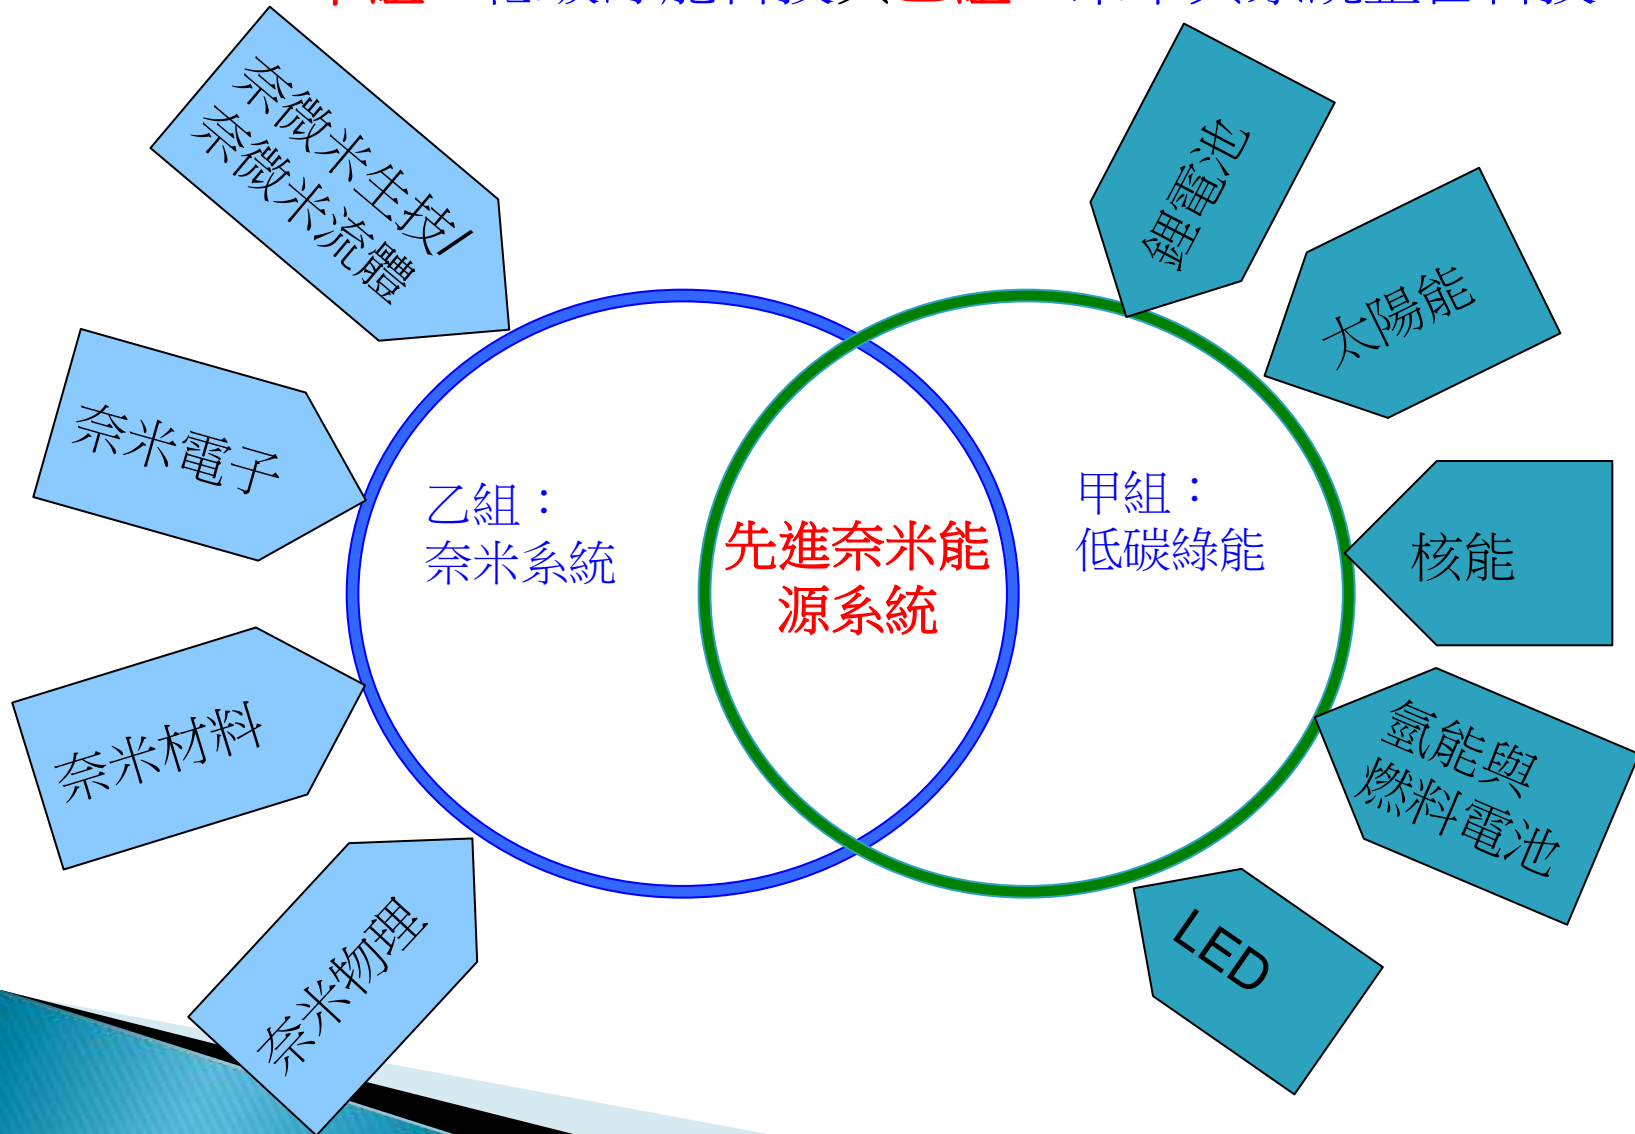 奈微米生技/
奈微米流體
奈米電子
奈米材料
奈米物理
乙組：
奈米系統
先進奈米能
源系統
甲組：
低碳綠能
鋰電池
太陽能
核能
氫能與
燃料電池
LED